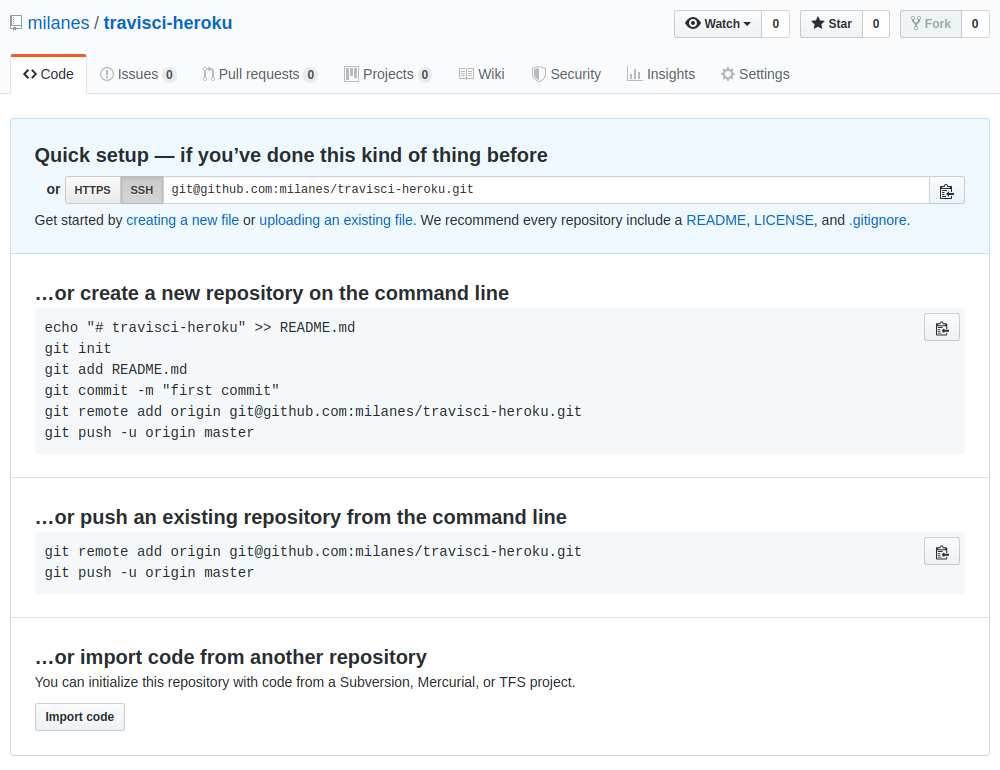 milanes / travisci-heroku
Watch 0 Star 0 Fork 0
Code Issues 0 Pull requests 0 Projects 0 Wiki Security Insights Settings
Quick setup — if you’ve done this kind of thing before
or HTTPS SSH git@github.com:milanes/travisci-heroku.git
Get started by creating a new file or uploading an existing file. We recommend every repository include a README, LICENSE, and .gitignore.
…or create a new repository on the command line
echo "# travisci-heroku" >> README.md
git init
git add README.md
git commit -m "first commit"
git remote add origin git@github.com:milanes/travisci-heroku.git
git push -u origin master
…or push an existing repository from the command line
git remote add origin git@github.com:milanes/travisci-heroku.git
git push -u origin master
…or import code from another repository
You can initialize this repository with code from a Subversion, Mercurial, or TFS project.
Import code